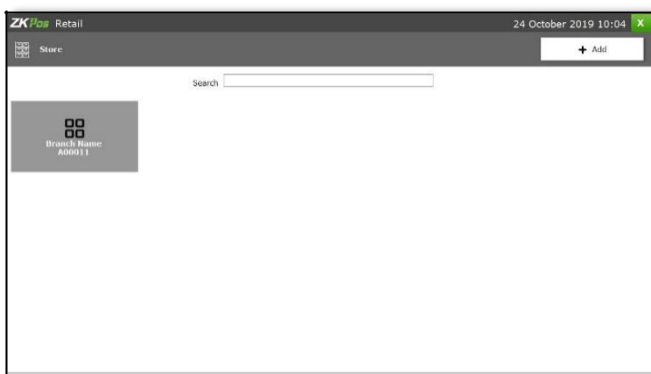 ZKPos Retail 24 October 2019 10:04 X
Store + Add
Search
Branch Name
A00011